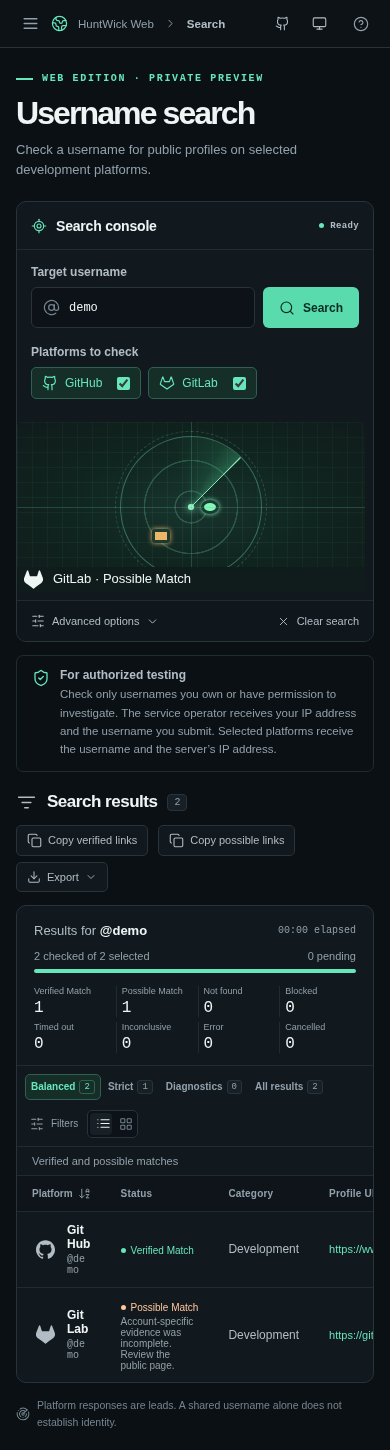 HuntWick Web > Search
WEB EDITION · PRIVATE PREVIEW
Username search
Check a username for public profiles on selected
development platforms.
Search console
Ready
Target username
demo
Search
Platforms to check
GitHub
GitLab
GitLab · Possible Match
Advanced options
Clear search
For authorized testing
Check only usernames you own or have permission to
investigate. The service operator receives your IP address
and the username you submit. Selected platforms receive
the username and the server's IP address.
Search results 2
Copy verified links
Copy possible links
Export
Results for @demo
00:00 elapsed
2 checked of 2 selected
0 pending
Verified Match
Possible Match
Not found
Blocked
1
1
0
0
Timed out
Inconclusive
Error
Cancelled
0
0
0
0
Balanced 2
Strict 1
Diagnostics 0
All results 2
Filters
Verified and possible matches
Platform
Status
Category
Profile
Git
Hub
@de
mo
Verified Match
Development
https://w
Git
Lab
@de
mo
Possible Match
Account-specific
evidence was
incomplete.
Review the
public page.
Development
https://git
Platform responses are leads. A shared username alone does not
establish identity.